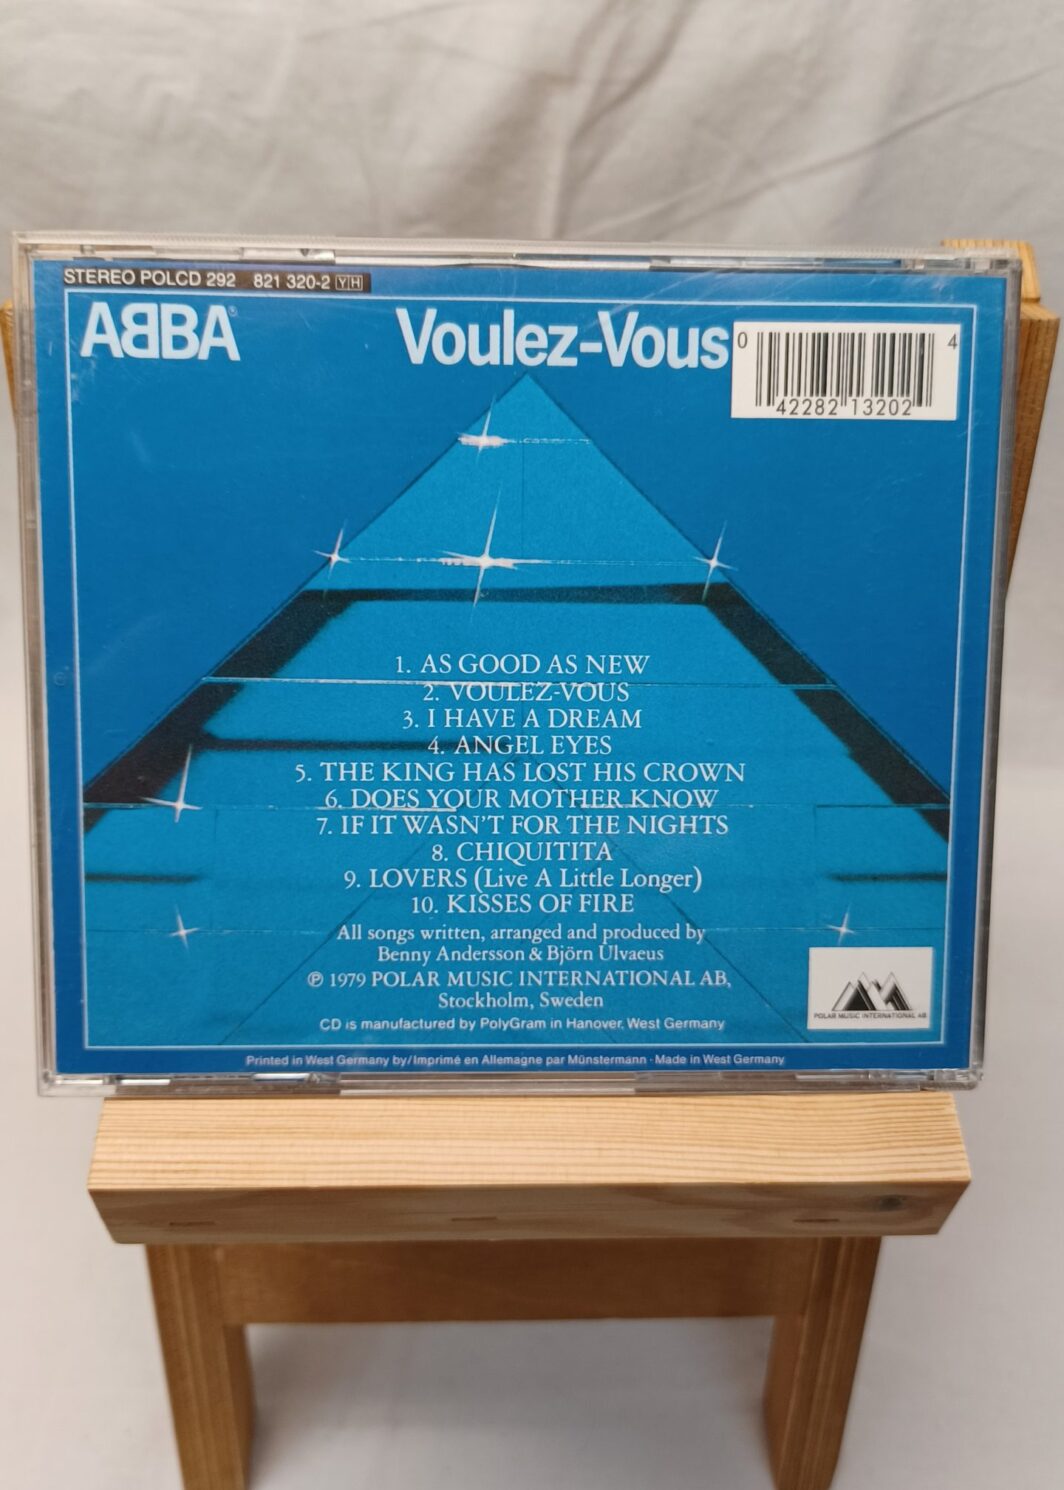 STEREO POLCD 292 821 320-2 YH
ABBA® Voulez-Vous
0 42282 13202 4
1. AS GOOD AS NEW
2. VOULEZ-VOUS
3. I HAVE A DREAM
4. ANGEL EYES
5. THE KING HAS LOST HIS CROWN
6. DOES YOUR MOTHER KNOW
7. IF IT WASN'T FOR THE NIGHTS
8. CHIQUITITA
9. LOVERS (Live A Little Longer)
10. KISSES OF FIRE
All songs written, arranged and produced by
Benny Andersson & Björn Ulvaeus
℗ 1979 POLAR MUSIC INTERNATIONAL AB,
Stockholm, Sweden
CD is manufactured by PolyGram in Hanover, West Germany
POLAR MUSIC INTERNATIONAL AB
Printed in West Germany by/Imprimé en Allemagne par Münstermann · Made in West Germany